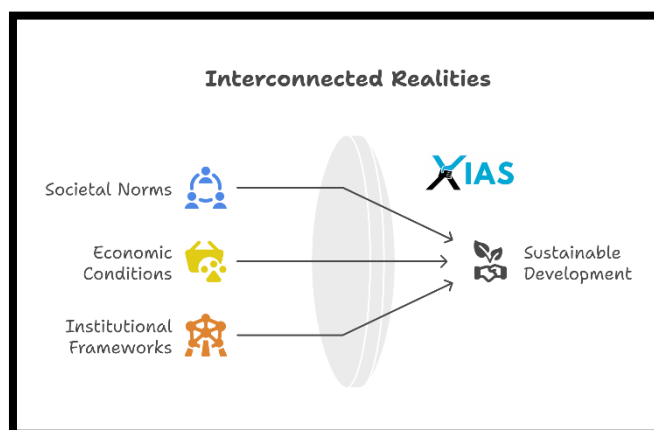 Interconnected Realities
XIAS
Societal Norms
Economic
Conditions
Sustainable
Development
Institutional
Frameworks